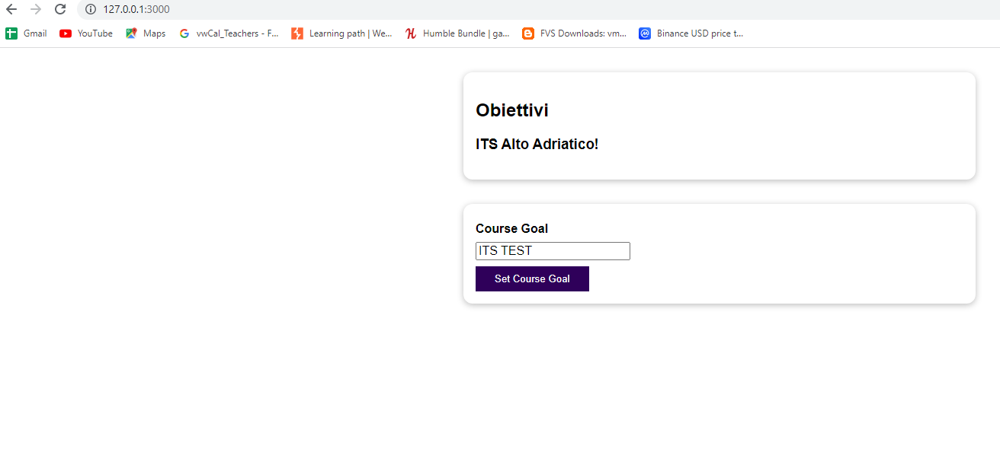 127.0.0.1:3000
Gmail YouTube Maps vwCal_Teachers - F... Learning path | We... Humble Bundle | ga... FVS Downloads: vm... Binance USD price t...
Obiettivi
ITS Alto Adriatico!
Course Goal
ITS TEST
Set Course Goal